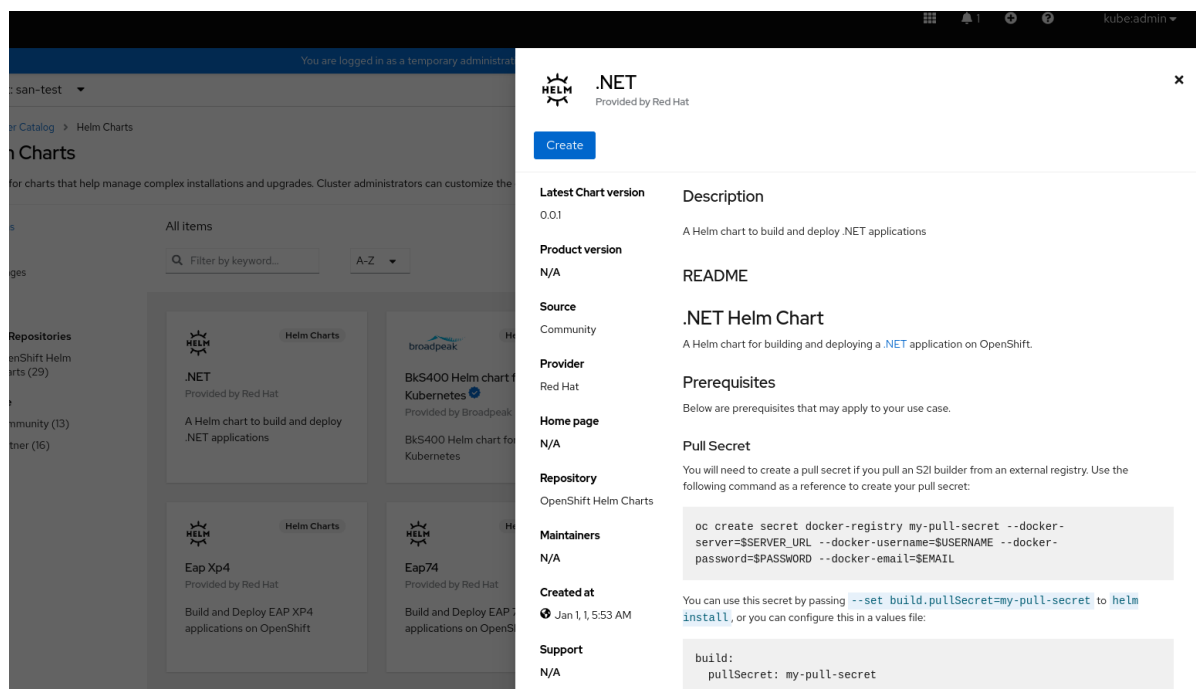 1
kube:admin
You are logged in as a temporary administrat
: san-test
er Catalog > Helm Charts
n Charts
for charts that help manage complex installations and upgrades. Cluster administrators can customize the
s
ges
Repositories
enShift Helm
arts (29)
e
mmunity (13)
tner (16)
All items
Filter by keyword...
A-Z
HELM
Helm Charts
.NET
Provided by Red Hat
A Helm chart to build and deploy
.NET applications
broadpeak
He
BkS400 Helm chart f
Kubernetes
Provided by Broadpeak
BkS400 Helm chart for
Kubernetes
HELM
Helm Charts
Eap Xp4
Provided by Red Hat
Build and Deploy EAP XP4
applications on OpenShift
HELM
He
Eap74
Provided by Red Hat
Build and Deploy EAP 7
applications on OpenS
HELM
.NET
Provided by Red Hat
Create
Latest Chart version
0.0.1
Product version
N/A
Source
Community
Provider
Red Hat
Home page
N/A
Repository
OpenShift Helm Charts
Maintainers
N/A
Created at
Jan 1, 1, 5:53 AM
Support
N/A
Description
A Helm chart to build and deploy .NET applications
README
.NET Helm Chart
A Helm chart for building and deploying a .NET application on OpenShift.
Prerequisites
Below are prerequisites that may apply to your use case.
Pull Secret
You will need to create a pull secret if you pull an S2I builder from an external registry. Use the
following command as a reference to create your pull secret:
oc create secret docker-registry my-pull-secret --docker-
server=$SERVER_URL --docker-username=$USERNAME --docker-
password=$PASSWORD --docker-email=$EMAIL
You can use this secret by passing --set build.pullSecret=my-pull-secret to helm
install, or you can configure this in a values file:
build:
  pullSecret: my-pull-secret